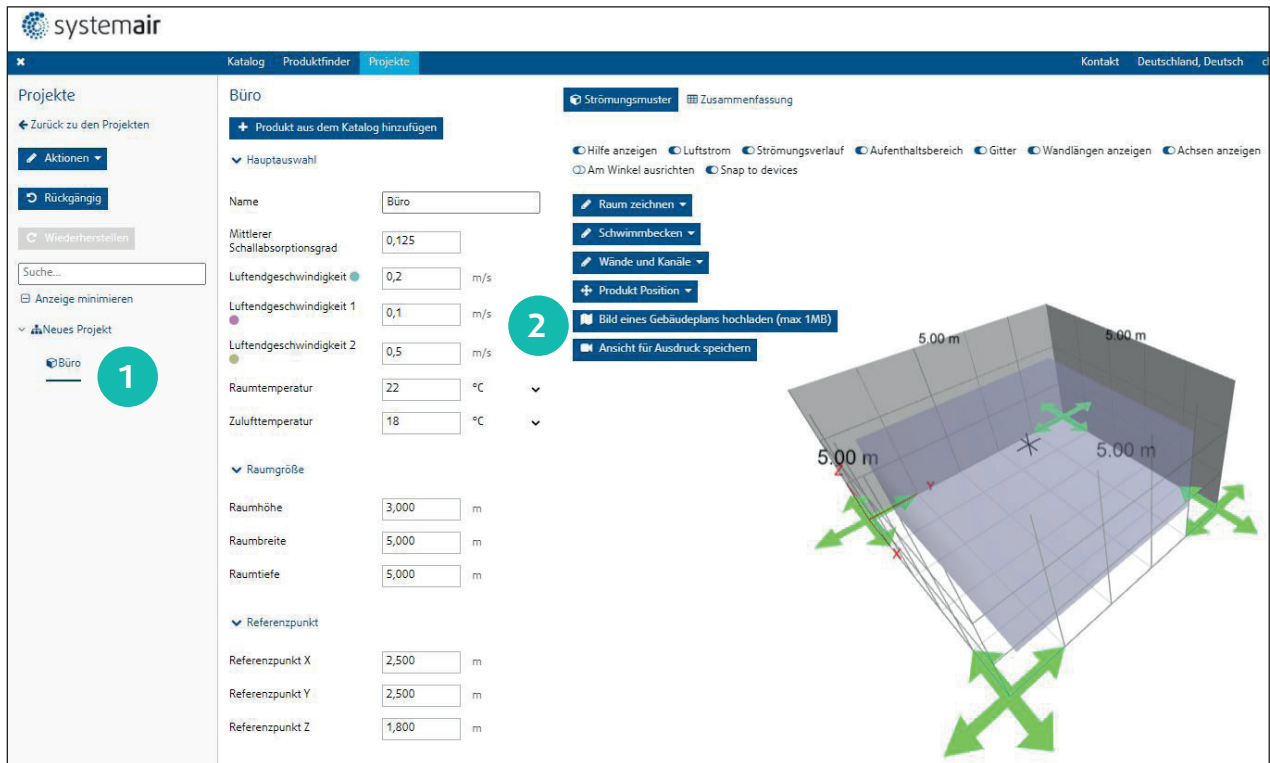 systemair
Katalog Produktfinder Projekte Kontakt Deutschland, Deutsch
Projekte
Zurück zu den Projekten
Aktionen
Rückgängig
Wiederherstellen
Suche...
Anzeige minimieren
Neues Projekt
Büro
1
Büro
Produkt aus dem Katalog hinzufügen
Hauptauswahl
Name Büro
Mittlerer
Schallabsorptionsgrad 0,125
Luftendgeschwindigkeit 0,2 m/s
Luftendgeschwindigkeit 1
0,1 m/s
Luftendgeschwindigkeit 2
0,5 m/s
Raumtemperatur 22 °C
Zulufttemperatur 18 °C
Raumgröße
Raumhöhe 3,000 m
Raumbreite 5,000 m
Raumtiefe 5,000 m
Referenzpunkt
Referenzpunkt X 2,500 m
Referenzpunkt Y 2,500 m
Referenzpunkt Z 1,800 m
Strömungsmuster Zusammenfassung
Hilfe anzeigen Luftstrom Strömungsverlauf Aufenthaltsbereich Gitter Wandlängen anzeigen Achsen anzeigen
Am Winkel ausrichten Snap to devices
Raum zeichnen
Schwimmbecken
Wände und Kanäle
Produkt Position
2
Bild eines Gebäudeplans hochladen (max 1MB)
Ansicht für Ausdruck speichern
5.00 m 5.00 m
5.00 m 5.00 m
Z
Y
X